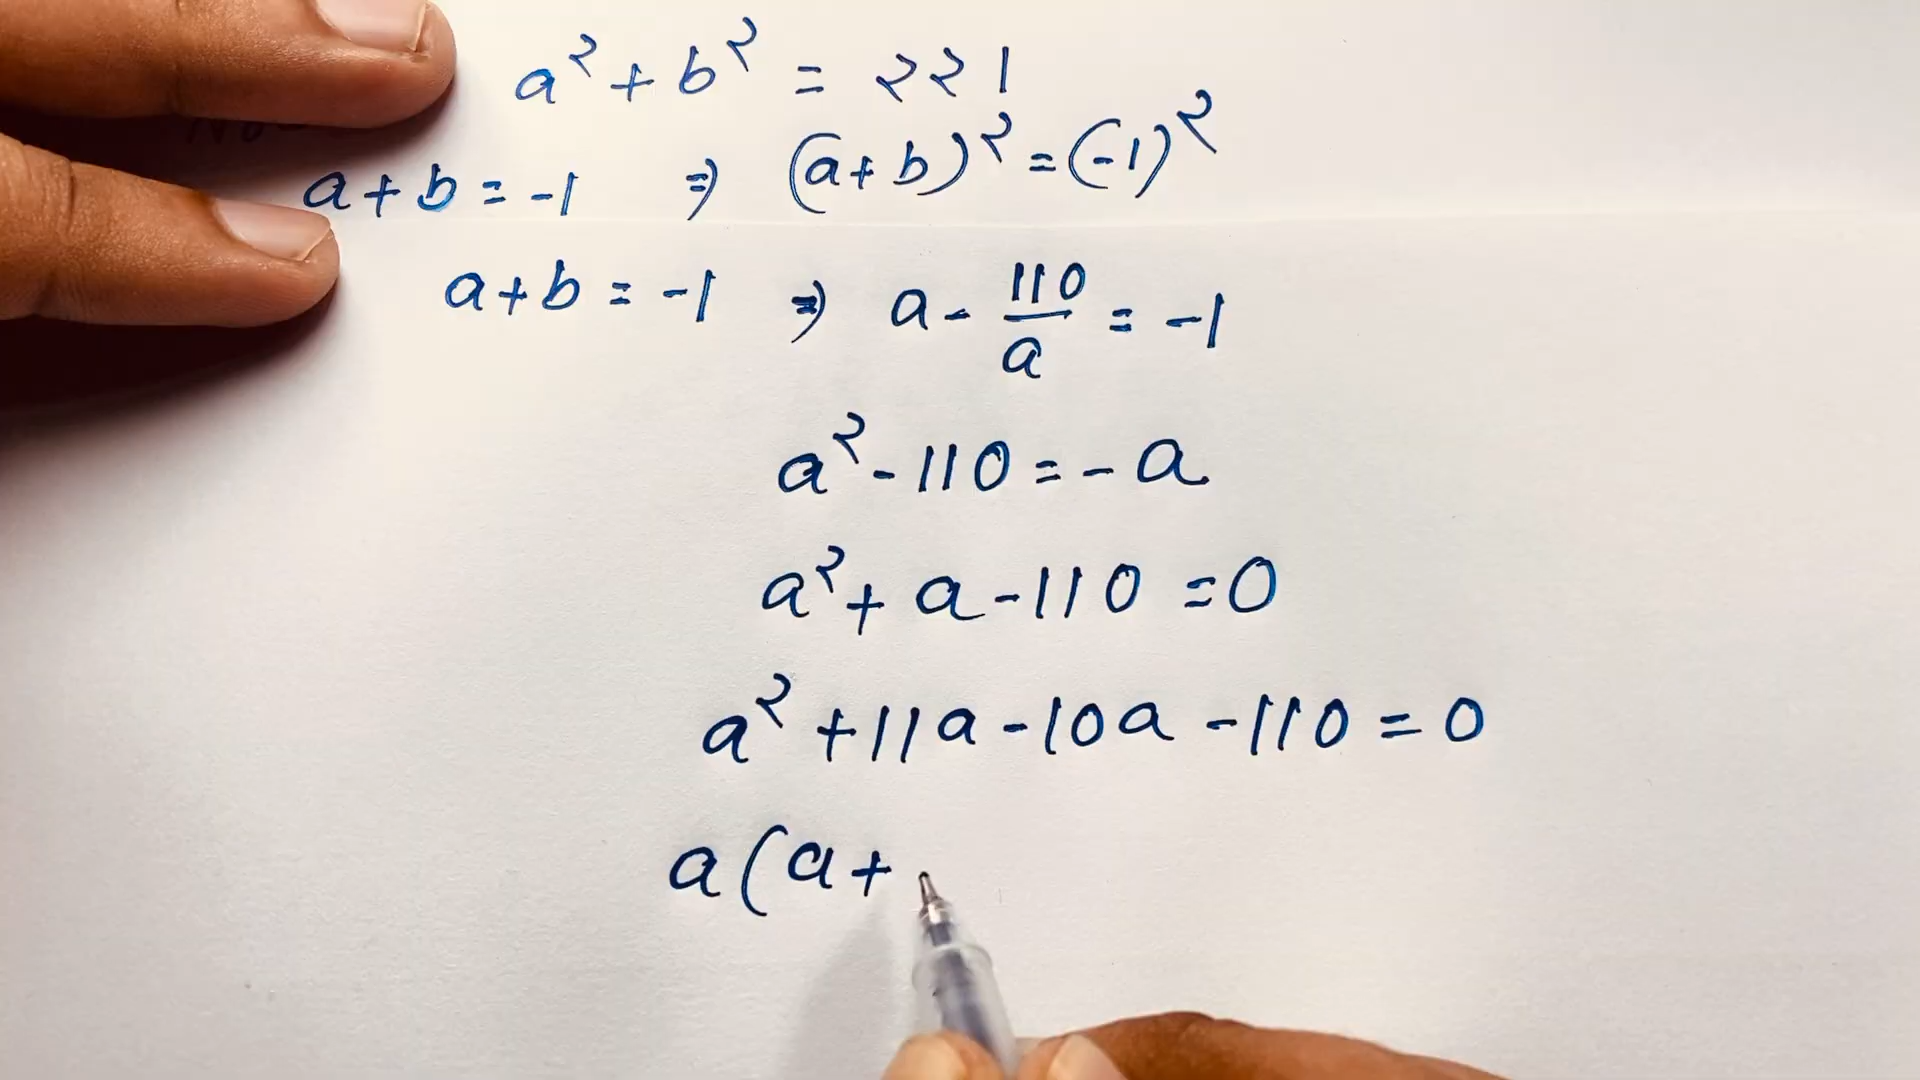 a² + b² = 221
a + b = -1 ⇒ (a + b)² = (-1)²
a + b = -1 ⇒ a - 110/a = -1
a² - 110 = -a
a² + a - 110 = 0
a² + 11a - 10a - 110 = 0
a(a +